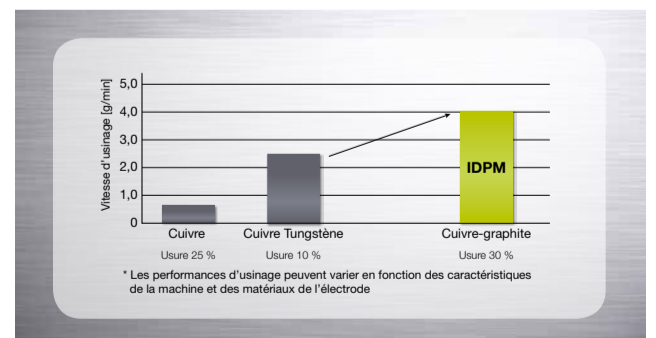 Vitesse d'usinage [g/min]
5,0
4,0
3,0
2,0
1,0
0
IDPM
Cuivre
Cuivre Tungstène
Cuivre-graphite
Usure 25 %
Usure 10 %
Usure 30 %
* Les performances d'usinage peuvent varier en fonction des caractéristiques
de la machine et des matériaux de l'électrode